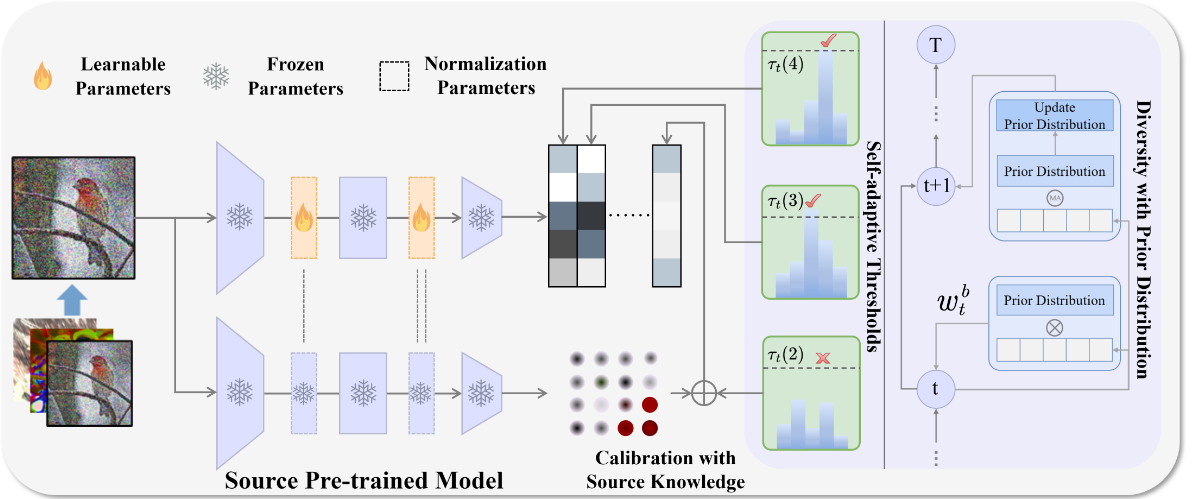 Learnable
Parameters
Frozen
Parameters
Normalization
Parameters
τt(4)
τt(3)
τt(2)
Self-adaptive Thresholds
T
t+1
t
Update
Prior Distribution
Prior Distribution
MA
Prior Distribution
w_t^b
Diversity with Prior Distribution
Source Pre-trained Model
Calibration with
Source Knowledge